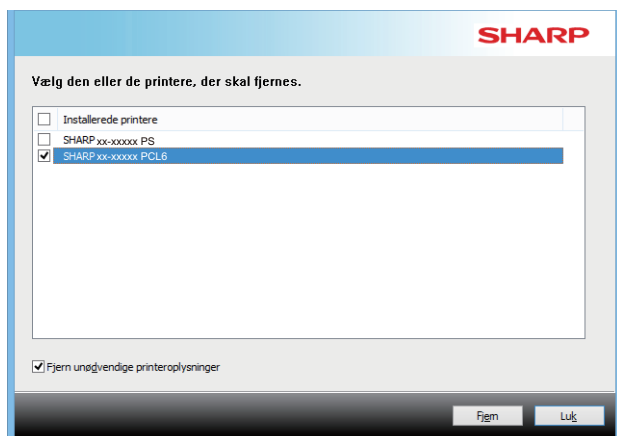 SHARP
Vælg den eller de printere, der skal fjernes.
Installerede printere
SHARP xx-xxxxx PS
SHARP xx-xxxxx PCL6
Fjern unødvendige printeroplysninger
Fjern Luk